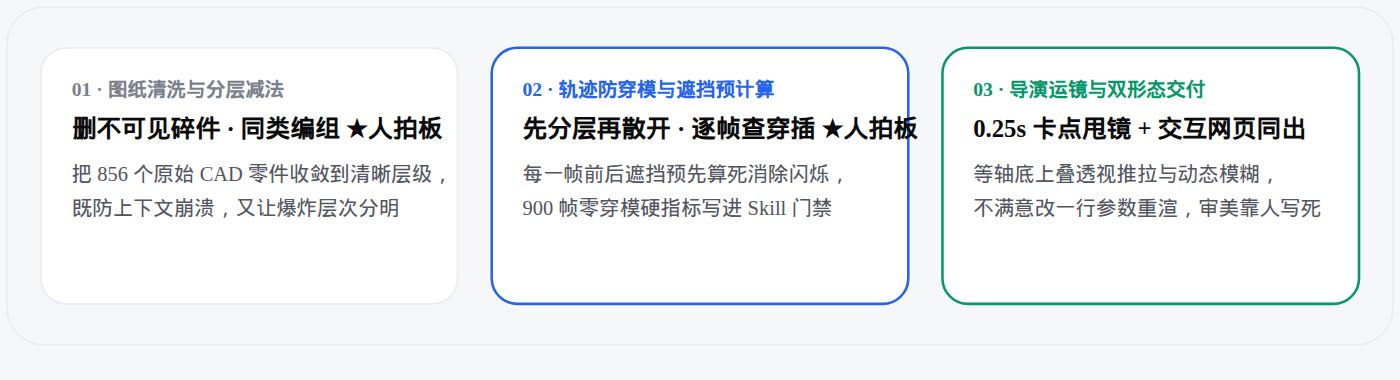 01 · 图纸清洗与分层减法
删不可见碎件 · 同类编组 ★人拍板
把 856 个原始 CAD 零件收敛到清晰层级，
既防上下文崩溃，又让爆炸层次分明
02 · 轨迹防穿模与遮挡预计算
先分层再散开 · 逐帧查穿插 ★人拍板
每一帧前后遮挡预先算死消除闪烁，
900 帧零穿模硬指标写进 Skill 门禁
03 · 导演运镜与双形态交付
0.25s 卡点甩镜 + 交互网页同出
等轴底上叠透视推拉与动态模糊，
不满意改一行参数重渲，审美靠人写死